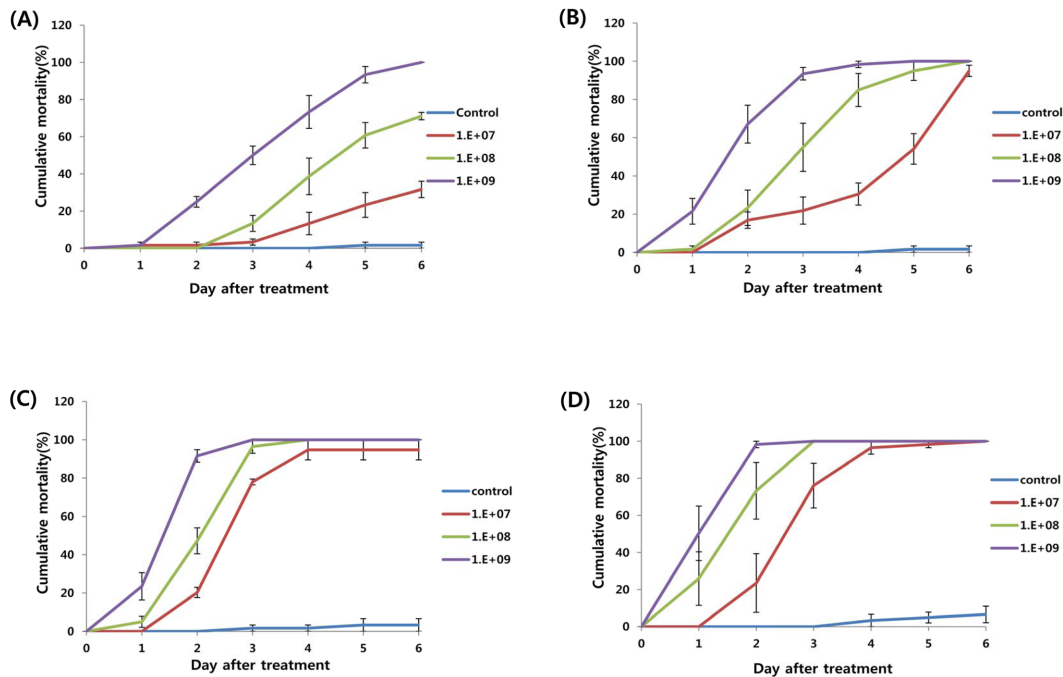 (A)
Cumulative mortality(%)
120
100
80
60
40
20
0
0 1 2 3 4 5 6
Day after treatment
Control
1.E+07
1.E+08
1.E+09
(B)
Cumulative mortality(%)
120
100
80
60
40
20
0
0 1 2 3 4 5 6
Day after treatment
control
1.E+07
1.E+08
1.E+09
(C)
Cumulative mortality(%)
120
100
80
60
40
20
0
0 1 2 3 4 5 6
Day after treatment
control
1.E+07
1.E+08
1.E+09
(D)
Cumulative mortality(%)
120
100
80
60
40
20
0
0 1 2 3 4 5 6
Day after treatment
control
1.E+07
1.E+08
1.E+09